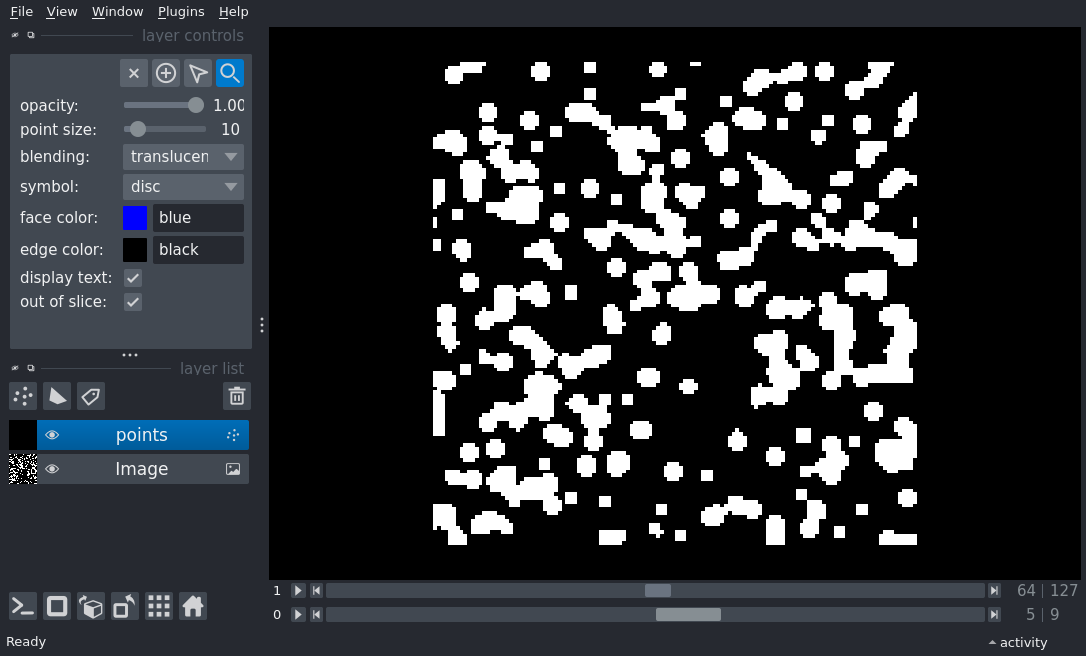 File View Window Plugins Help
layer controls
opacity: 1.00
point size: 10
blending: translucen
symbol: disc
face color: blue
edge color: black
display text:
out of slice:
layer list
points
Image
1 64 | 127
0 5 | 9
Ready activity